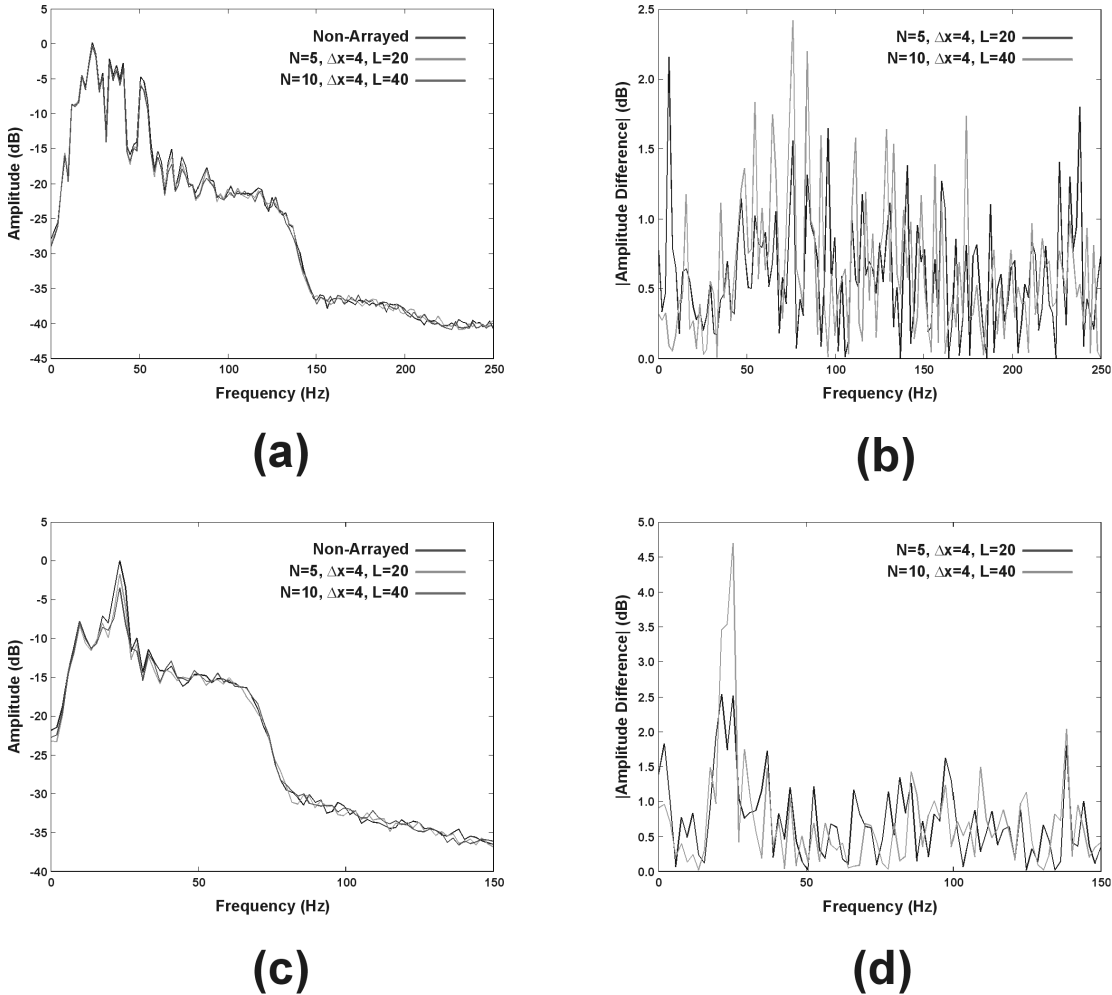 5
0
-5
-10
-15
-20
-25
-30
-35
-40
-45
0 50 100 150 200 250
Amplitude (dB)
Frequency (Hz)
Non-Arrayed
N=5, Δx=4, L=20
N=10, Δx=4, L=40
(a)
2.5
2.0
1.5
1.0
0.5
0.0
0 50 100 150 200 250
|Amplitude Difference| (dB)
Frequency (Hz)
N=5, Δx=4, L=20
N=10, Δx=4, L=40
(b)
5
0
-5
-10
-15
-20
-25
-30
-35
-40
0 50 100 150
Amplitude (dB)
Frequency (Hz)
Non-Arrayed
N=5, Δx=4, L=20
N=10, Δx=4, L=40
(c)
5.0
4.5
4.0
3.5
3.0
2.5
2.0
1.5
1.0
0.5
0.0
0 50 100 150
|Amplitude Difference| (dB)
Frequency (Hz)
N=5, Δx=4, L=20
N=10, Δx=4, L=40
(d)